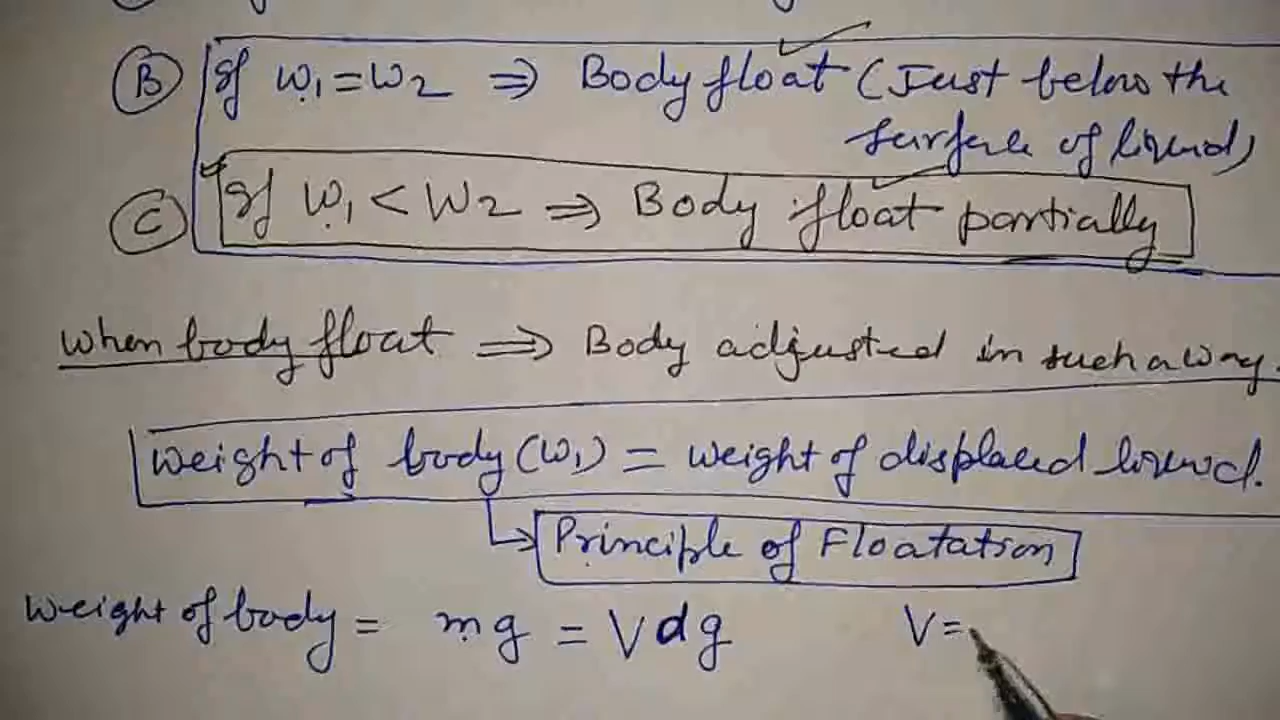 (B) If W1 = W2 ⇒ Body float (Just below the
surface of liquid)
(C) If W1 < W2 ⇒ Body float partially
When body float ⇒ Body adjusted in such a way.
Weight of body (W1) = Weight of displaced liquid.
Principle of Floatation
Weight of body = mg = Vdg V=